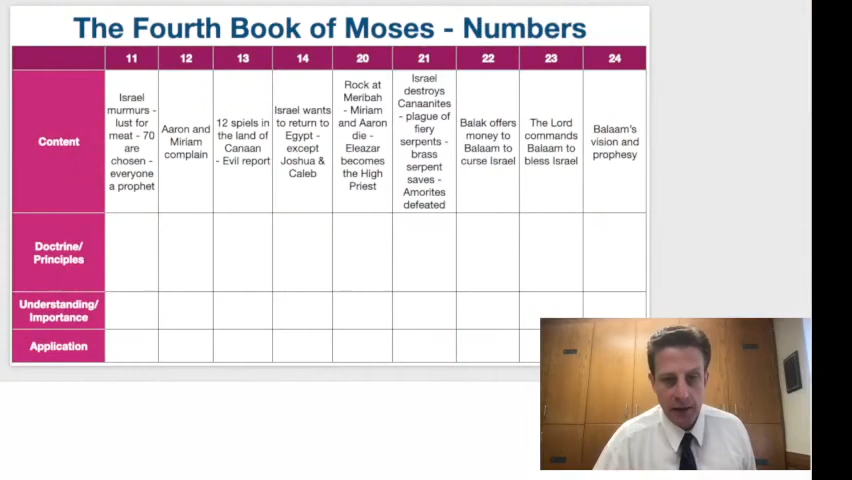 The Fourth Book of Moses - Numbers
11 12 13 14 20 21 22 23 24
Content
Israel
murmurs -
lust for
meat - 70
are
chosen -
everyone
a prophet
Aaron and
Miriam
complain
12 spiels in
the land of
Canaan
- Evil report
Israel wants
to return to
Egypt -
except
Joshua &
Caleb
Rock at
Meribah
- Miriam
and Aaron
die -
Eleazar
becomes
the High
Priest
Israel
destroys
Canaanites
- plague of
fiery
serpents -
brass
serpent
saves -
Amorites
defeated
Balak offers
money to
Balaam to
curse Israel
The Lord
commands
Balaam to
bless Israel
Balaam's
vision and
prophesy
Doctrine/
Principles
Understanding/
Importance
Application